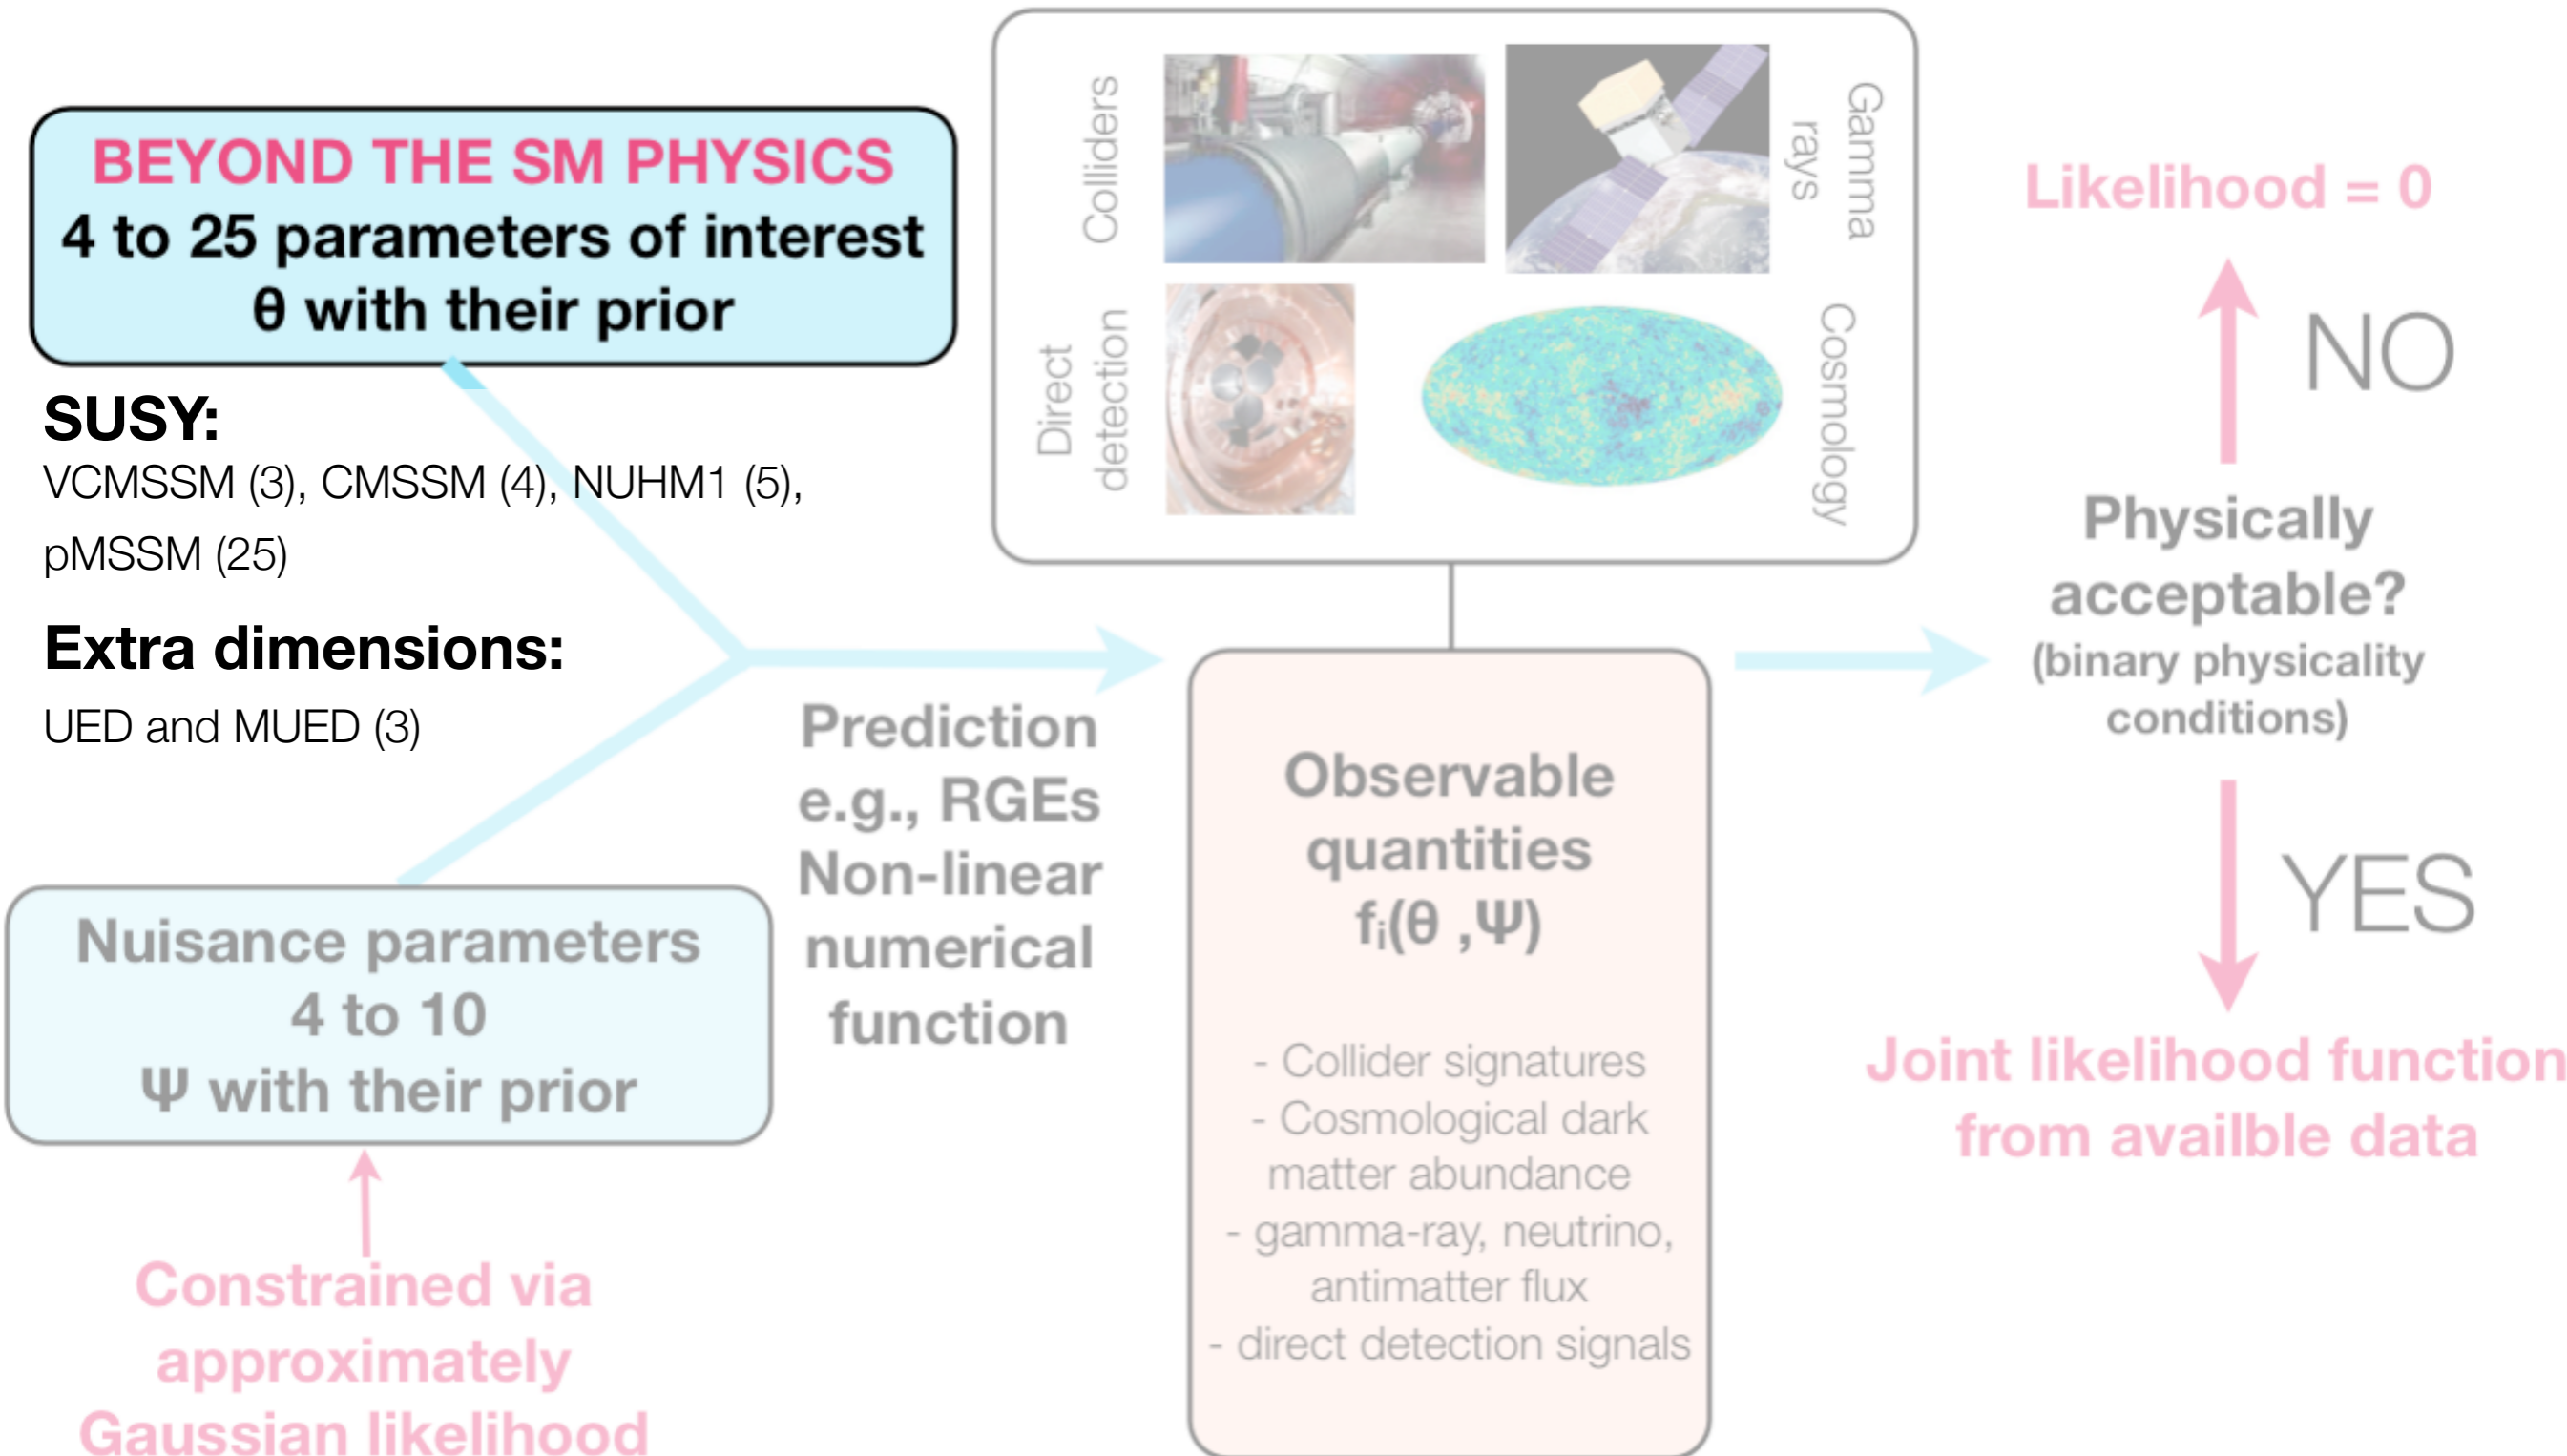 BEYOND THE SM PHYSICS
4 to 25 parameters of interest
θ with their prior
SUSY:
VCMSSM (3), CMSSM (4), NUHM1 (5),
pMSSM (25)
Extra dimensions:
UED and MUED (3)
Nuisance parameters
4 to 10
Ψ with their prior
Constrained via
approximately
Gaussian likelihood
Prediction
e.g., RGEs
Non-linear
numerical
function
Colliders
Gamma
rays
Direct
detection
Cosmology
Observable
quantities
fi(θ ,Ψ)
- Collider signatures
- Cosmological dark
matter abundance
- gamma-ray, neutrino,
antimatter flux
- direct detection signals
Likelihood = 0
NO
Physically
acceptable?
(binary physicality
conditions)
YES
Joint likelihood function
from availble data